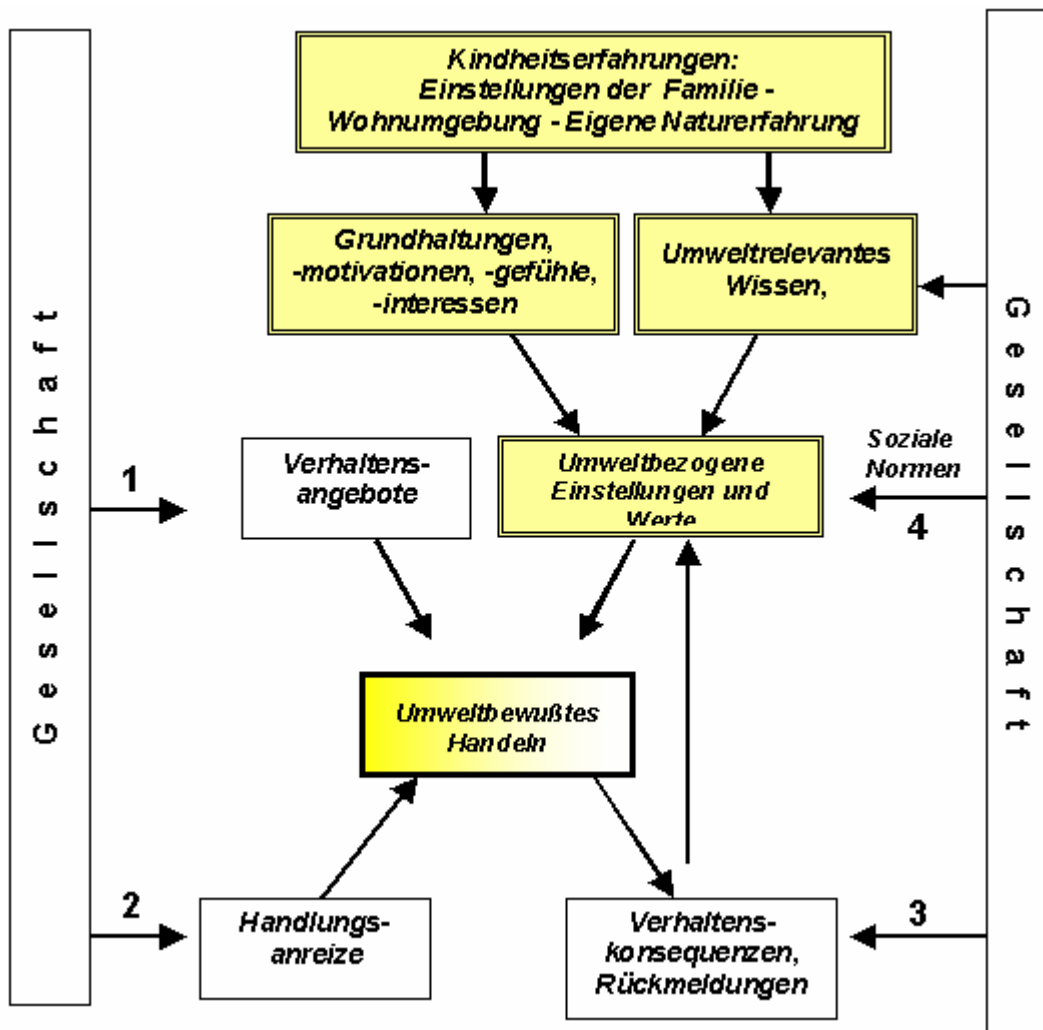 Kindheitserfahrungen:
Einstellungen der Familie -
Wohnumgebung - Eigene Naturerfahrung
Grundhaltungen,
-motivationen, -gefühle,
-interessen
Umweltrelevantes
Wissen,
Gesellschaft
Gesellschaft
1
Verhaltens-
angebote
Umweltbezogene
Einstellungen und
Werte
Soziale
Normen
4
Umweltbewußtes
Handeln
2
Handlungs-
anreize
Verhaltens-
konsequenzen,
Rückmeldungen
3